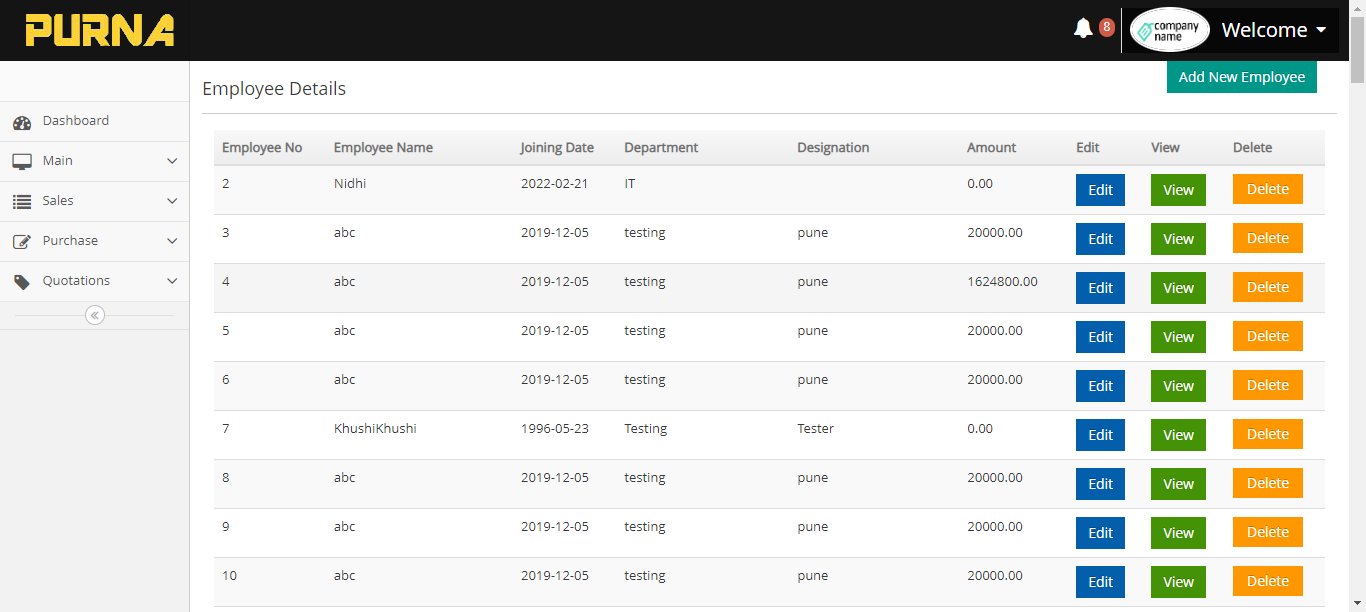 PURNA
8
company name
Welcome
Add New Employee
Employee Details
Dashboard
Main
Sales
Purchase
Quotations
Employee No Employee Name Joining Date Department Designation Amount Edit View Delete
2 Nidhi 2022-02-21 IT 0.00 Edit View Delete
3 abc 2019-12-05 testing pune 20000.00 Edit View Delete
4 abc 2019-12-05 testing pune 1624800.00 Edit View Delete
5 abc 2019-12-05 testing pune 20000.00 Edit View Delete
6 abc 2019-12-05 testing pune 20000.00 Edit View Delete
7 KhushiKhushi 1996-05-23 Testing Tester 0.00 Edit View Delete
8 abc 2019-12-05 testing pune 20000.00 Edit View Delete
9 abc 2019-12-05 testing pune 20000.00 Edit View Delete
10 abc 2019-12-05 testing pune 20000.00 Edit View Delete